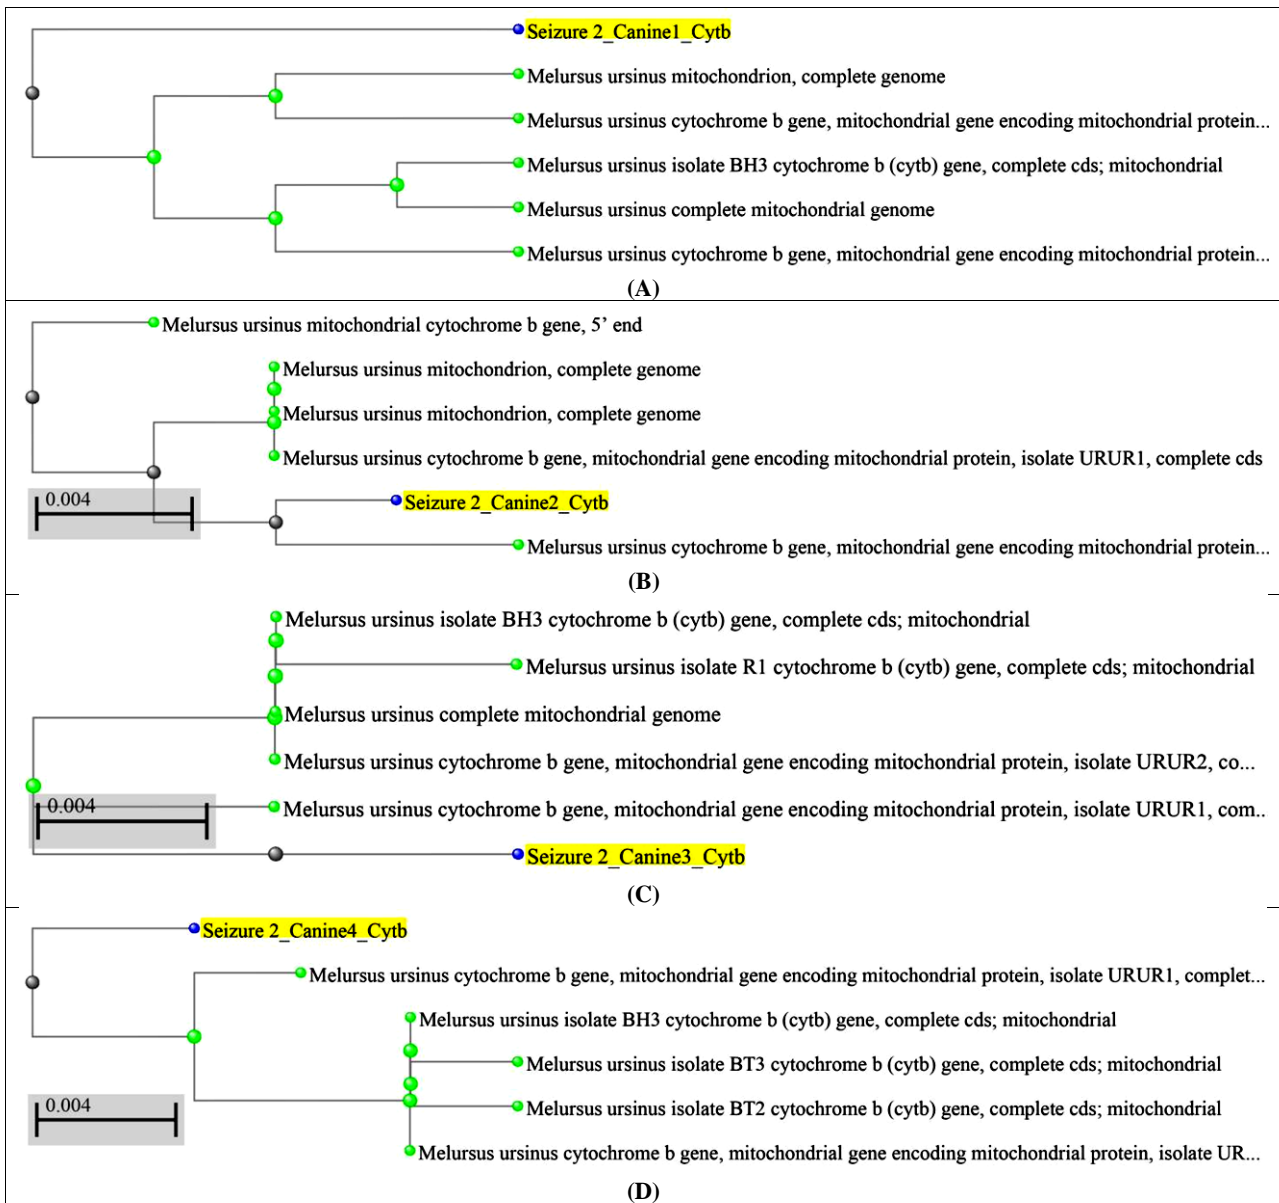 Seizure 2_Canine1_Cytb
Melursus ursinus mitochondrion, complete genome
Melursus ursinus cytochrome b gene, mitochondrial gene encoding mitochondrial protein...
Melursus ursinus isolate BH3 cytochrome b (cytb) gene, complete cds; mitochondrial
Melursus ursinus complete mitochondrial genome
Melursus ursinus cytochrome b gene, mitochondrial gene encoding mitochondrial protein...
(A)
Melursus ursinus mitochondrial cytochrome b gene, 5’ end
Melursus ursinus mitochondrion, complete genome
Melursus ursinus mitochondrion, complete genome
Melursus ursinus cytochrome b gene, mitochondrial gene encoding mitochondrial protein, isolate URUR1, complete cds
0.004
Seizure 2_Canine2_Cytb
Melursus ursinus cytochrome b gene, mitochondrial gene encoding mitochondrial protein...
(B)
Melursus ursinus isolate BH3 cytochrome b (cytb) gene, complete cds; mitochondrial
Melursus ursinus isolate R1 cytochrome b (cytb) gene, complete cds; mitochondrial
Melursus ursinus complete mitochondrial genome
Melursus ursinus cytochrome b gene, mitochondrial gene encoding mitochondrial protein, isolate URUR2, co...
0.004
Melursus ursinus cytochrome b gene, mitochondrial gene encoding mitochondrial protein, isolate URUR1, com..
Seizure 2_Canine3_Cytb
(C)
Seizure 2_Canine4_Cytb
Melursus ursinus cytochrome b gene, mitochondrial gene encoding mitochondrial protein, isolate URUR1, complet...
Melursus ursinus isolate BH3 cytochrome b (cytb) gene, complete cds; mitochondrial
Melursus ursinus isolate BT3 cytochrome b (cytb) gene, complete cds; mitochondrial
0.004
Melursus ursinus isolate BT2 cytochrome b (cytb) gene, complete cds; mitochondrial
Melursus ursinus cytochrome b gene, mitochondrial gene encoding mitochondrial protein, isolate UR...
(D)